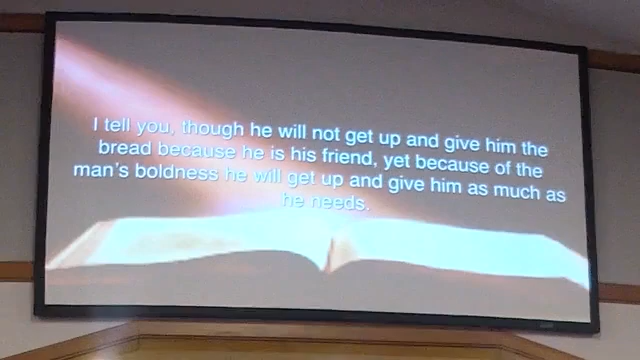 I tell you, though he will not get up and give him the
bread because he is his friend, yet because of the
man's boldness he will get up and give him as much as
he needs.